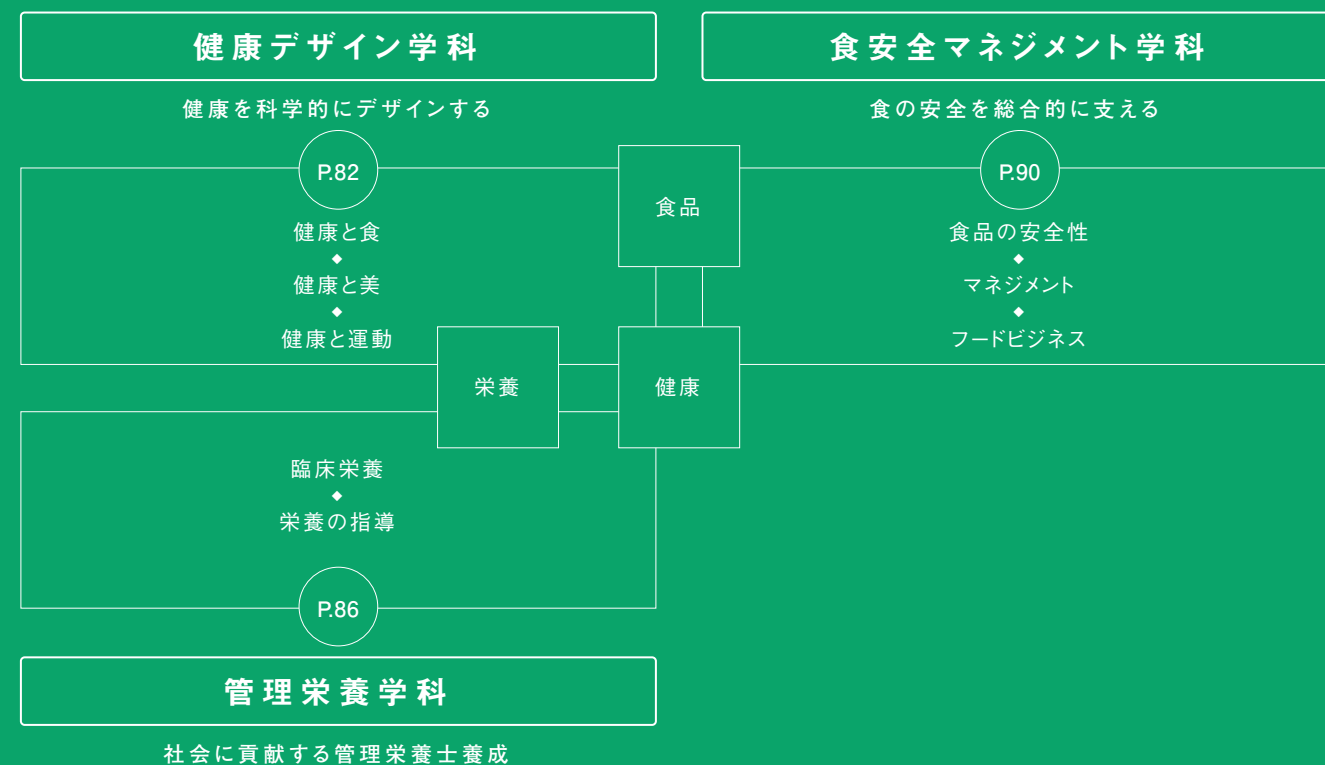 健康デザイン学科
健康を科学的にデザインする
P.82
健康と食
健康と美
健康と運動
食安全マネジメント学科
食の安全を総合的に支える
P.90
食品の安全性
マネジメント
フードビジネス
食品
栄養
健康
臨床栄養
栄養の指導
P.86
管理栄養学科
社会に貢献する管理栄養士養成